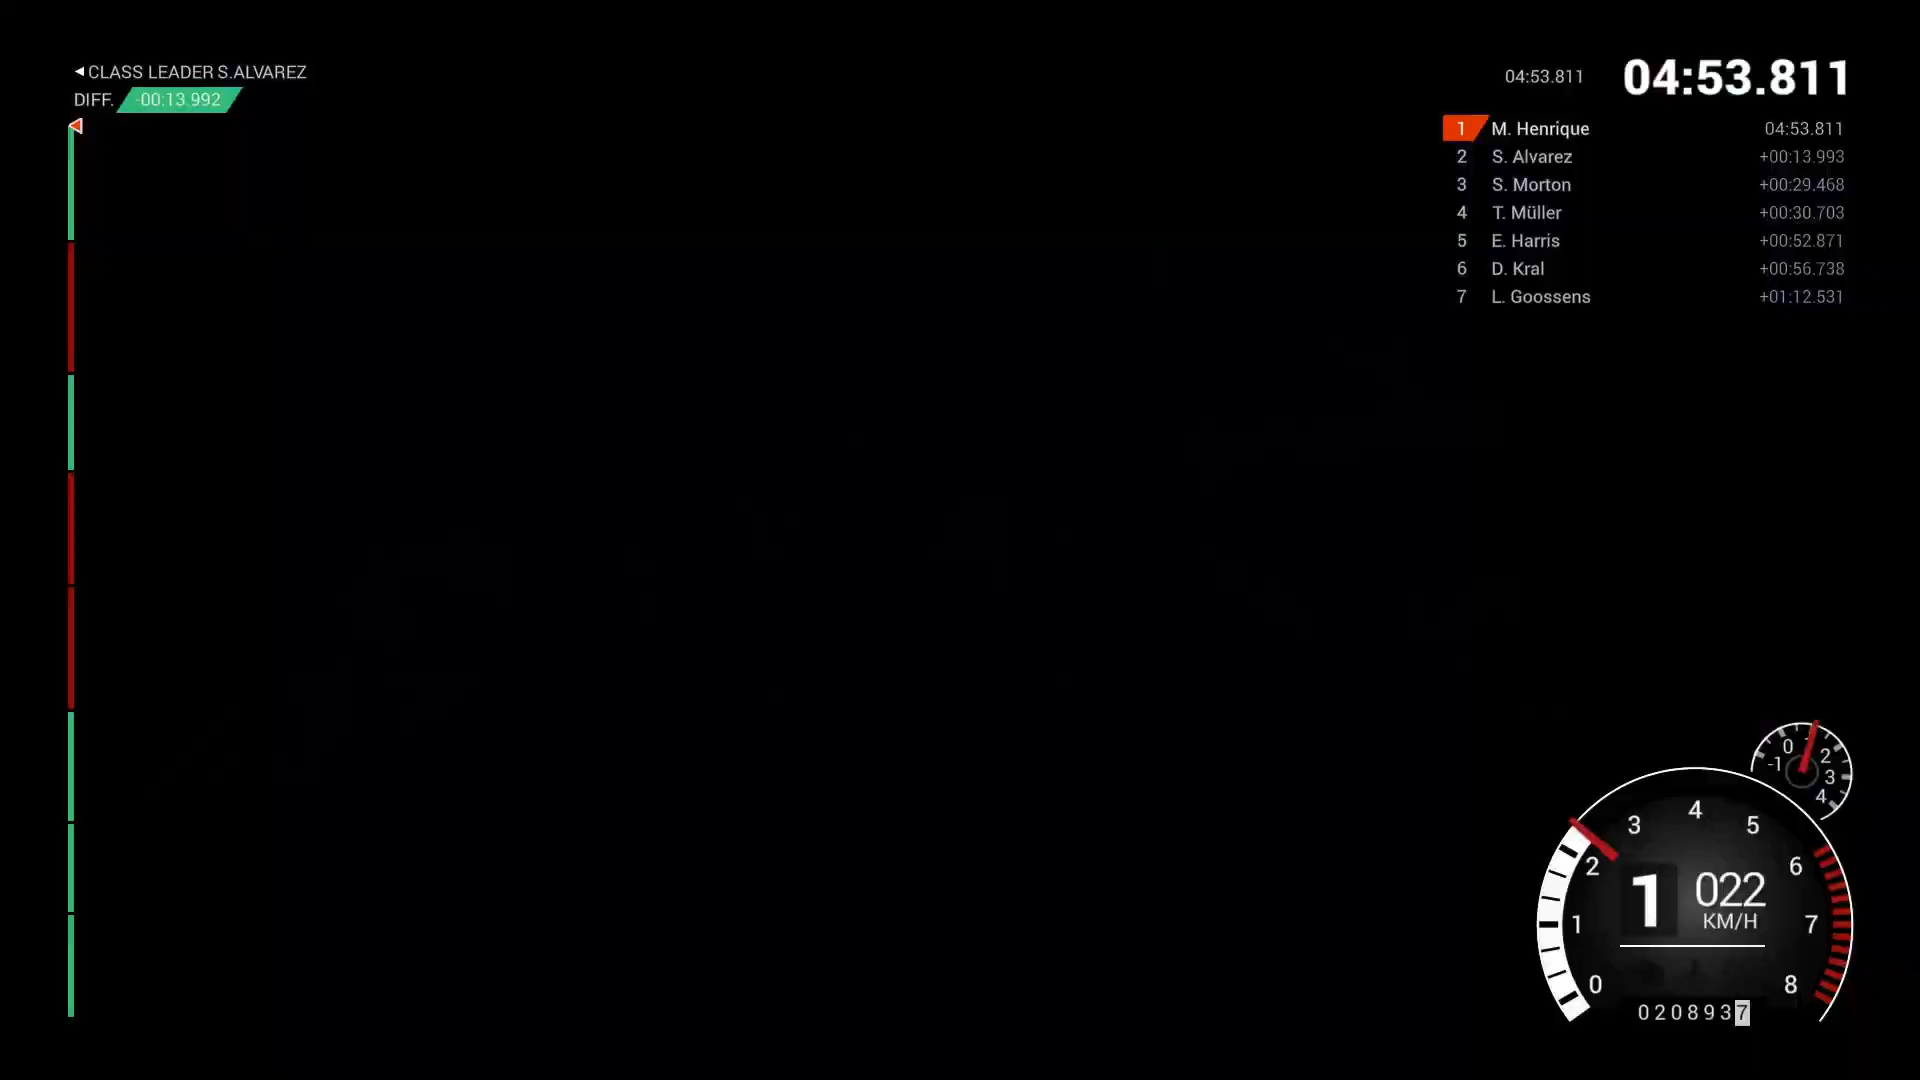 CLASS LEADER S.ALVAREZ
DIFF. -00:13.992
04:53.811 04:53.811
1 M. Henrique 04:53.811
2 S. Alvarez +00:13.993
3 S. Morton +00:29.468
4 T. Müller +00:30.703
5 E. Harris +00:52.871
6 D. Kral +00:56.738
7 L. Goossens +01:12.531
-1 0 2 3 4
0 1 2 3 4 5 6 7 8
1 022
KM/H
0208937